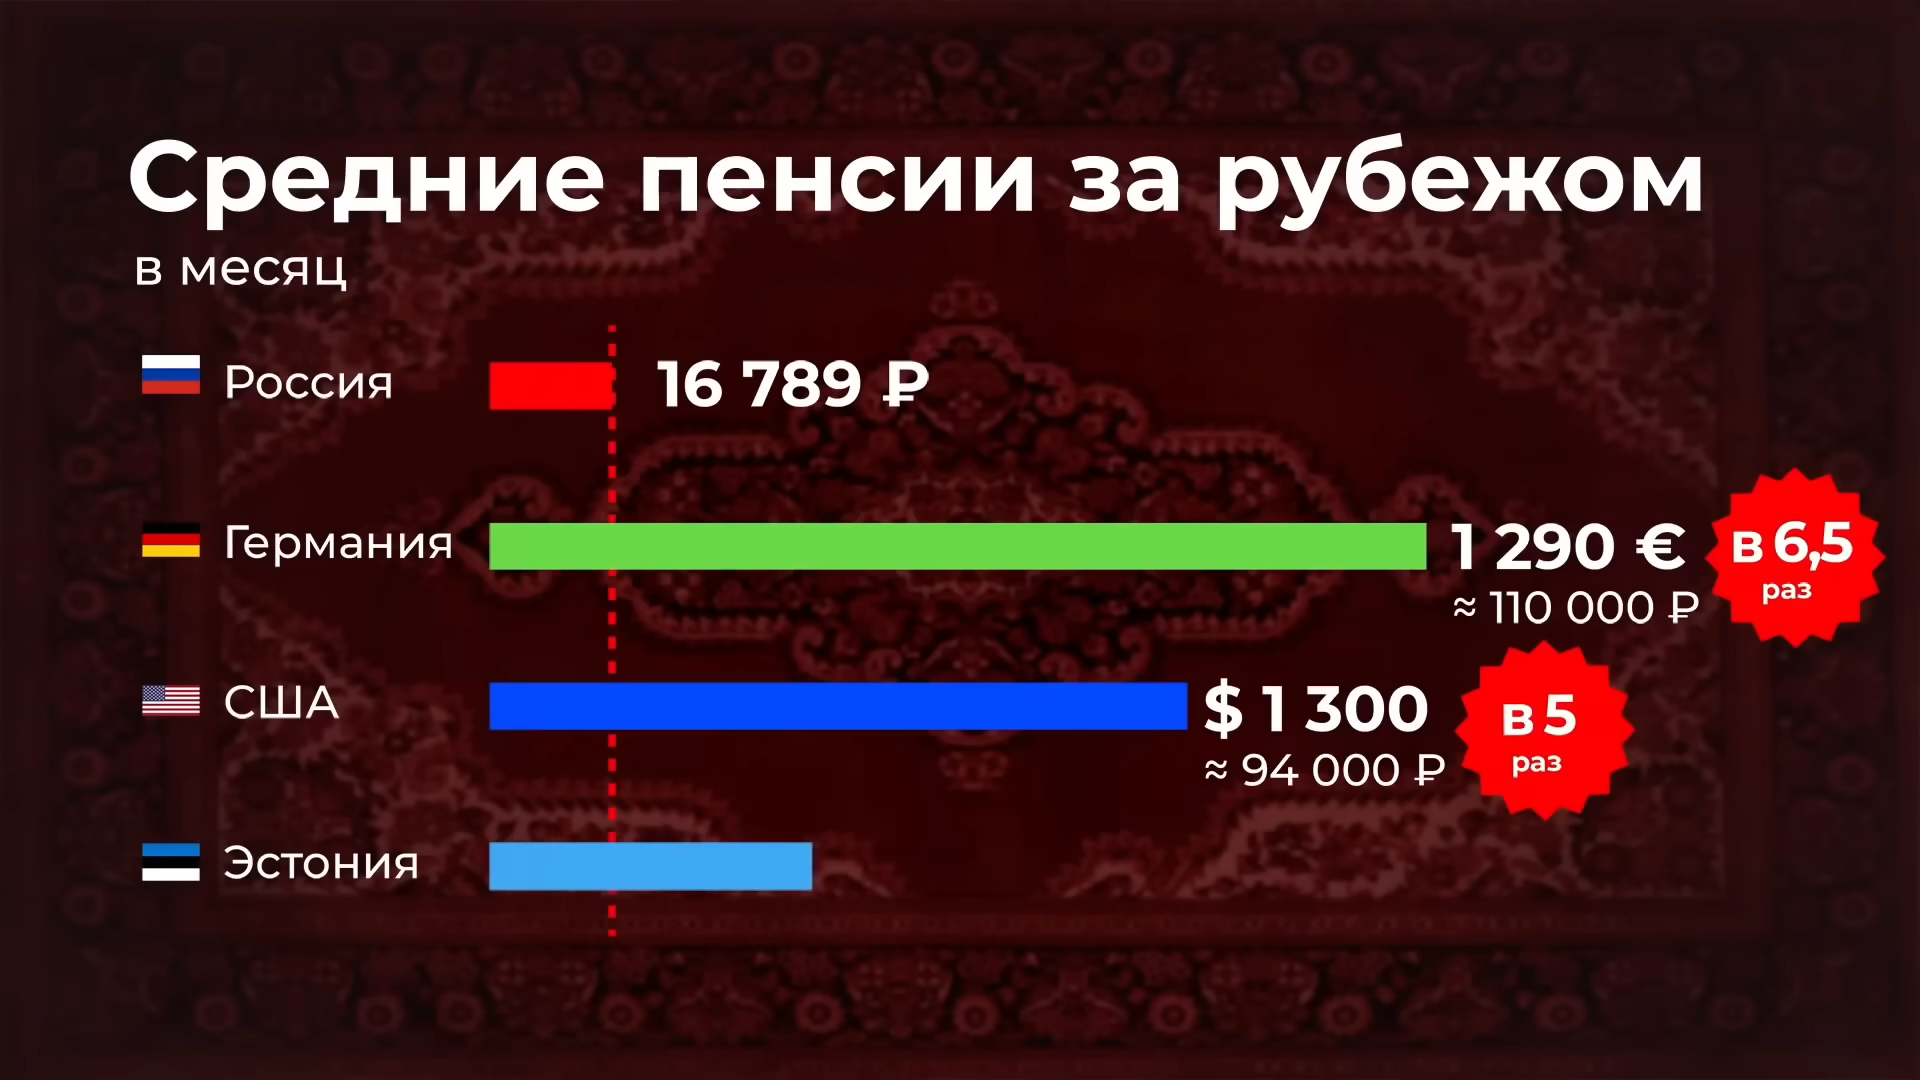 Средние пенсии за рубежом
в месяц
Россия 16 789 ₽
Германия 1 290 €
≈ 110 000 ₽
в 6,5
раз
США $ 1 300
≈ 94 000 ₽
в 5
раз
Эстония